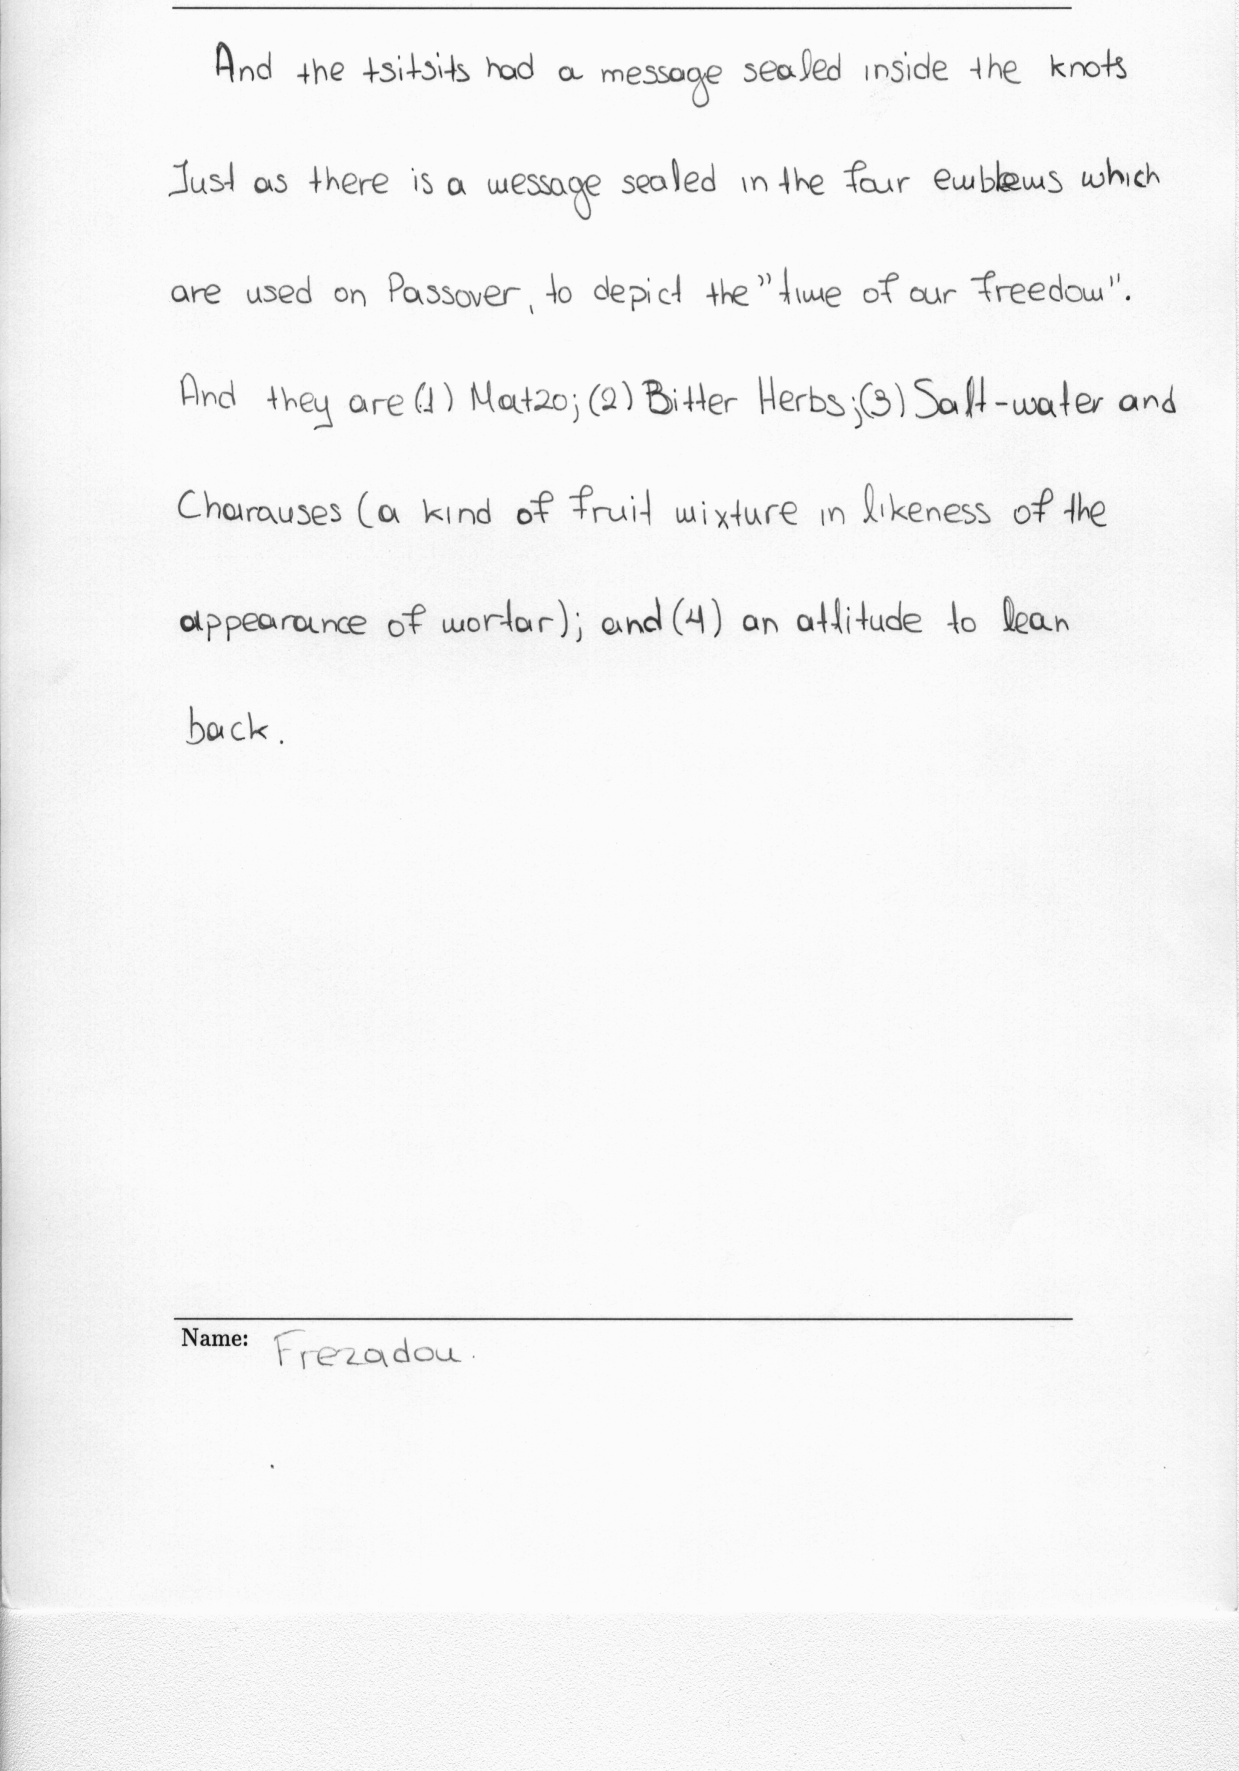 And the tsitsits had a message sealed inside the knots
Just as there is a message sealed in the four emblems which
are used on Passover, to depict the "time of our freedom".
And they are (1) Matzo; (2) Bitter Herbs; (3) Salt-water and
Charauses (a kind of fruit mixture in likeness of the
appearance of mortar); and (4) an attitude to lean
back.
Name: Frezadou.